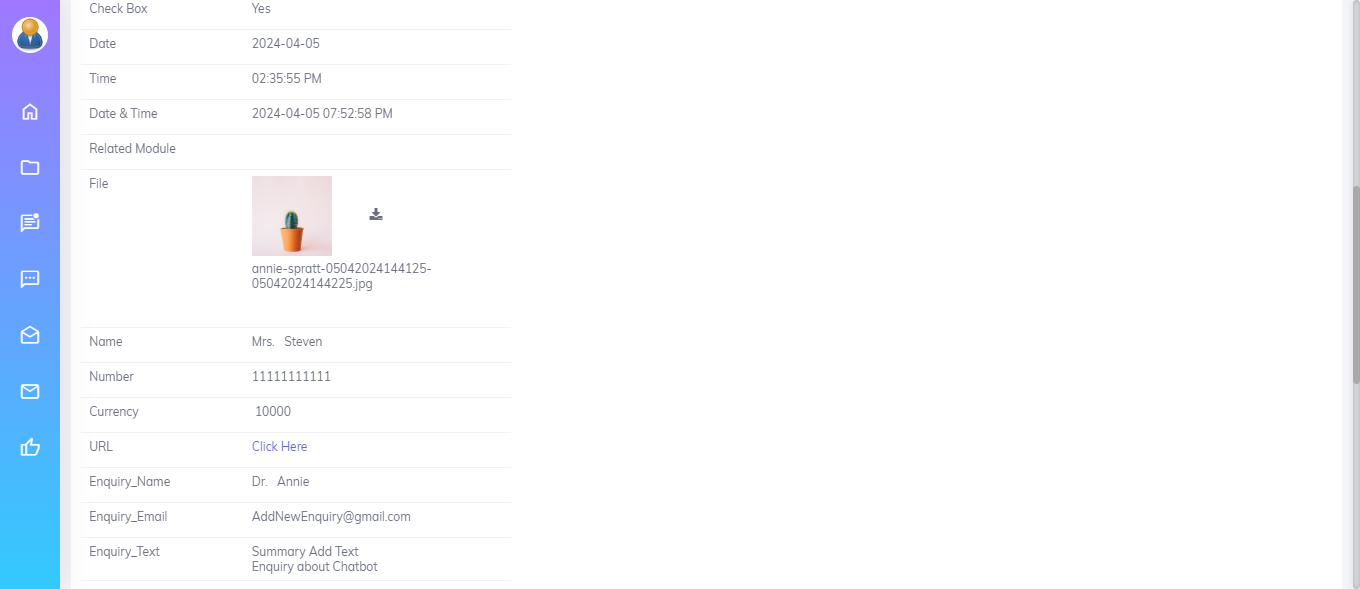 Check Box Yes
Date 2024-04-05
Time 02:35:55 PM
Date & Time 2024-04-05 07:52:58 PM
Related Module
File
annie-spratt-05042024144125-
05042024144225.jpg
Name Mrs. Steven
Number 11111111111
Currency 10000
URL Click Here
Enquiry_Name Dr. Annie
Enquiry_Email AddNewEnquiry@gmail.com
Enquiry_Text Summary Add Text
Enquiry about Chatbot